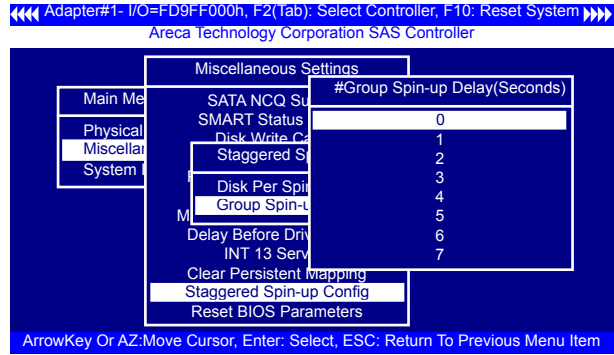 Adapter#1- I/O=FD9FF000h, F2(Tab): Select Controller, F10: Reset System
Areca Technology Corporation SAS Controller
Miscellaneous Settings
#Group Spin-up Delay(Seconds)
Main Me
SATA NCQ Su
SMART Status
0
Physical
Disk Write Ca
1
Miscellan
Staggered Sp
2
System
3
Disk Per Spin
4
Group Spin-u
M
5
Delay Before Driv
6
INT 13 Serv
7
Clear Persistent Mapping
Staggered Spin-up Config
Reset BIOS Parameters
ArrowKey Or AZ:Move Cursor, Enter: Select, ESC: Return To Previous Menu Item